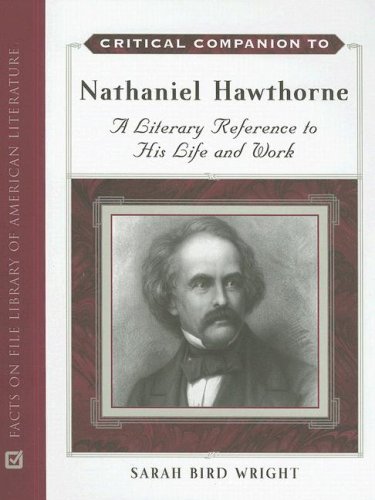 CRITICAL COMPANION TO
Nathaniel Hawthorne
A Literary Reference to
His Life and Work
SARAH BIRD WRIGHT
FACTS ON FILE LIBRARY OF AMERICAN LITERATURE